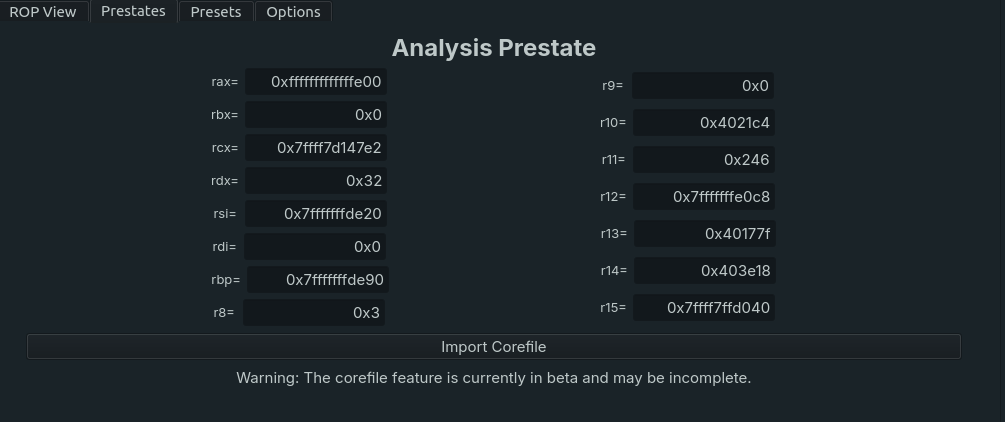 ROP View Prestates Presets Options
Analysis Prestate
rax= 0xfffffffffffffe00
rbx= 0x0
rcx= 0x7ffff7d147e2
rdx= 0x32
rsi= 0x7fffffffde20
rdi= 0x0
rbp= 0x7fffffffde90
r8= 0x3
r9= 0x0
r10= 0x4021c4
r11= 0x246
r12= 0x7fffffffe0c8
r13= 0x40177f
r14= 0x403e18
r15= 0x7ffff7ffd040
Import Corefile
Warning: The corefile feature is currently in beta and may be incomplete.